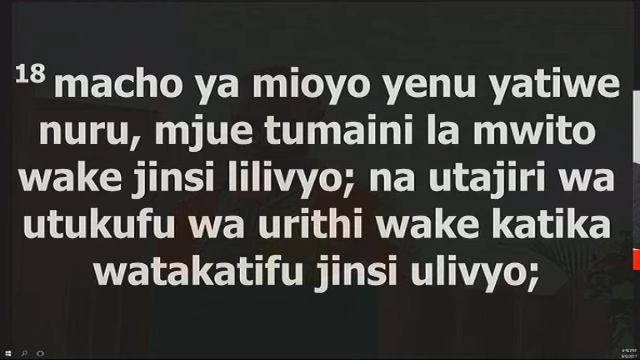 18 macho ya mioyo yenu yatiwe
nuru, mjue tumaini la mwito
wake jinsi lilivyo; na utajiri wa
utukufu wa urithi wake katika
watakatifu jinsi ulivyo;